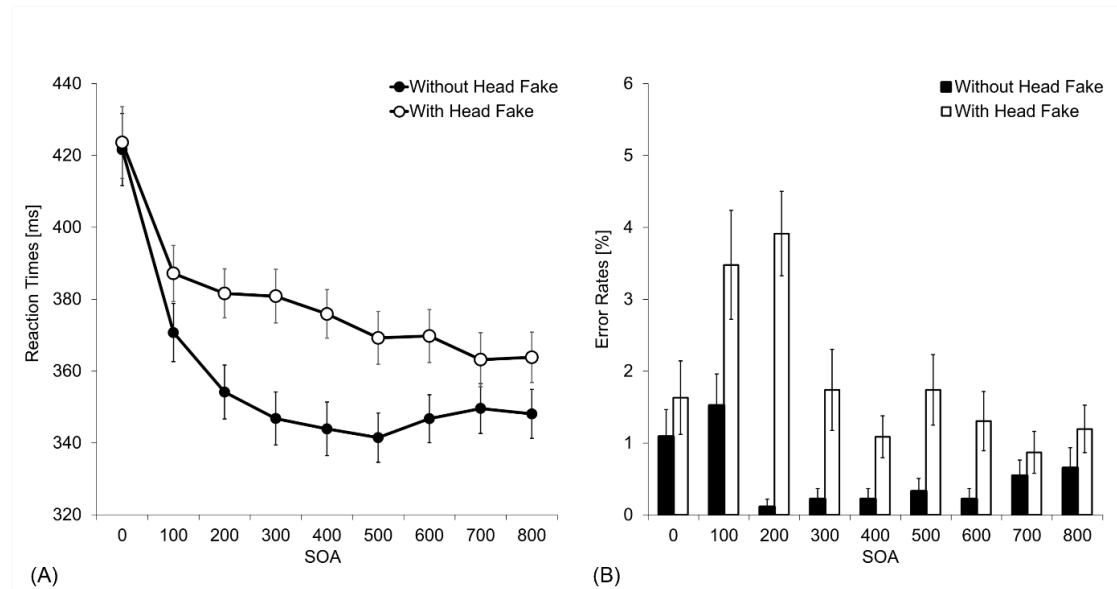 440
420
400
380
360
340
320
Reaction Times [ms]
Without Head Fake
With Head Fake
0 100 200 300 400 500 600 700 800
SOA
(A)
6
5
4
3
2
1
0
Error Rates [%]
Without Head Fake
With Head Fake
0 100 200 300 400 500 600 700 800
SOA
(B)